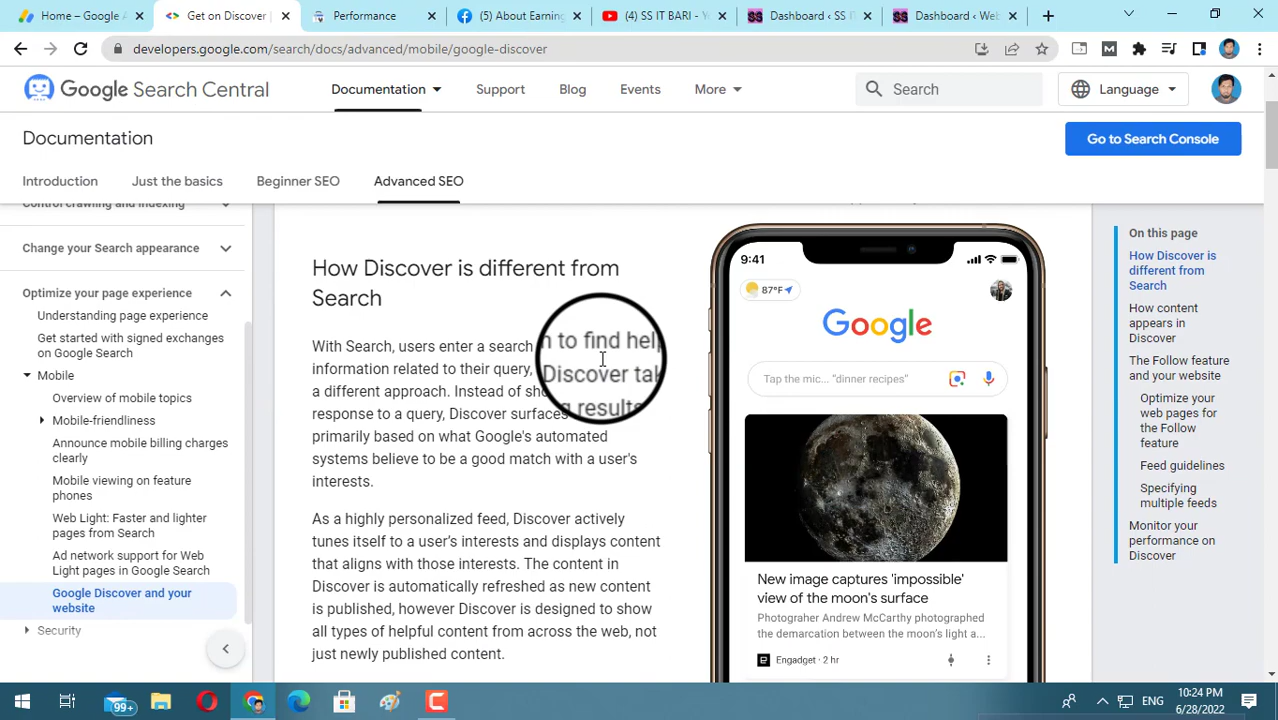 Home – Google A
Get on Discover
Performance
(5) About Earning
(4) SS IT BARI - Yo
Dashboard ‹ SS IT
Dashboard ‹ Web
developers.google.com/search/docs/advanced/mobile/google-discover
Google Search Central
Documentation
Support
Blog
Events
More
Search
Language
Documentation
Go to Search Console
Introduction
Just the basics
Beginner SEO
Advanced SEO
Control crawling and indexing
Change your Search appearance
Optimize your page experience
Understanding page experience
Get started with signed exchanges
on Google Search
Mobile
Overview of mobile topics
Mobile-friendliness
Announce mobile billing charges
clearly
Mobile viewing on feature
phones
Web Light: Faster and lighter
pages from Search
Ad network support for Web
Light pages in Google Search
Google Discover and your
website
Security
How Discover is different from
Search
With Search, users enter a search to find help
information related to their query, Discover tak
a different approach. Instead of sho g results
response to a query, Discover surfaces
primarily based on what Google's automated
systems believe to be a good match with a user's
interests.
As a highly personalized feed, Discover actively
tunes itself to a user's interests and displays content
that aligns with those interests. The content in
Discover is automatically refreshed as new content
is published, however Discover is designed to show
all types of helpful content from across the web, not
just newly published content.
9:41
87°F
Google
Tap the mic... "dinner recipes"
New image captures 'impossible'
view of the moon's surface
Photograher Andrew McCarthy photographed
the demarcation between the moon's light a...
Engadget · 2 hr
On this page
How Discover is
different from
Search
How content
appears in
Discover
The Follow feature
Optimize your
web pages for
the Follow
feature
Feed guidelines
Specifying
multiple feeds
Monitor your
performance on
Discover
99+
ENG
10:24 PM
6/28/2022